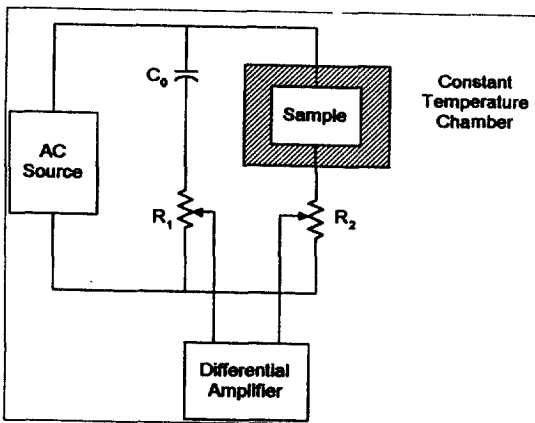 C₀
Sample
Constant
Temperature
Chamber
AC
Source
R₁
R₂
Differential
Amplifier